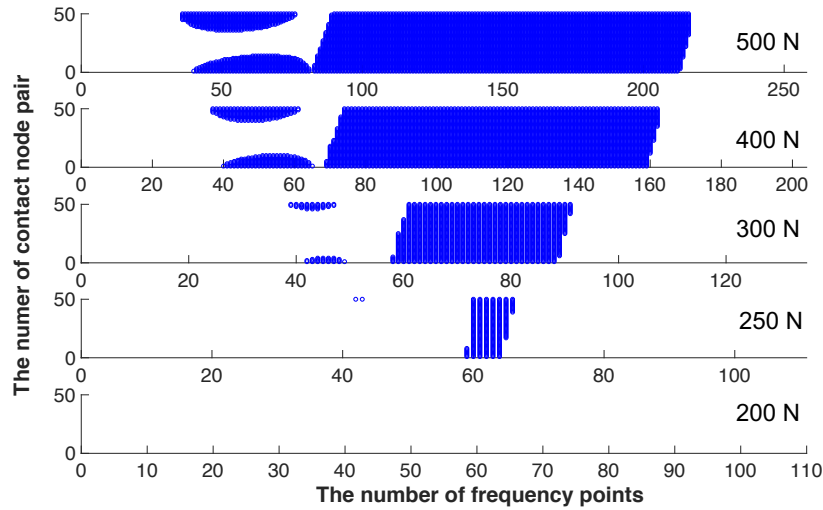 The numer of contact node pair
50
0
500 N
0 50 100 150 200 250
50
0
400 N
0 20 40 60 80 100 120 140 160 180 200
50
0
300 N
0 20 40 60 80 100 120
50
0
250 N
0 20 40 60 80 100
50
0
200 N
0 10 20 30 40 50 60 70 80 90 100 110
The number of frequency points